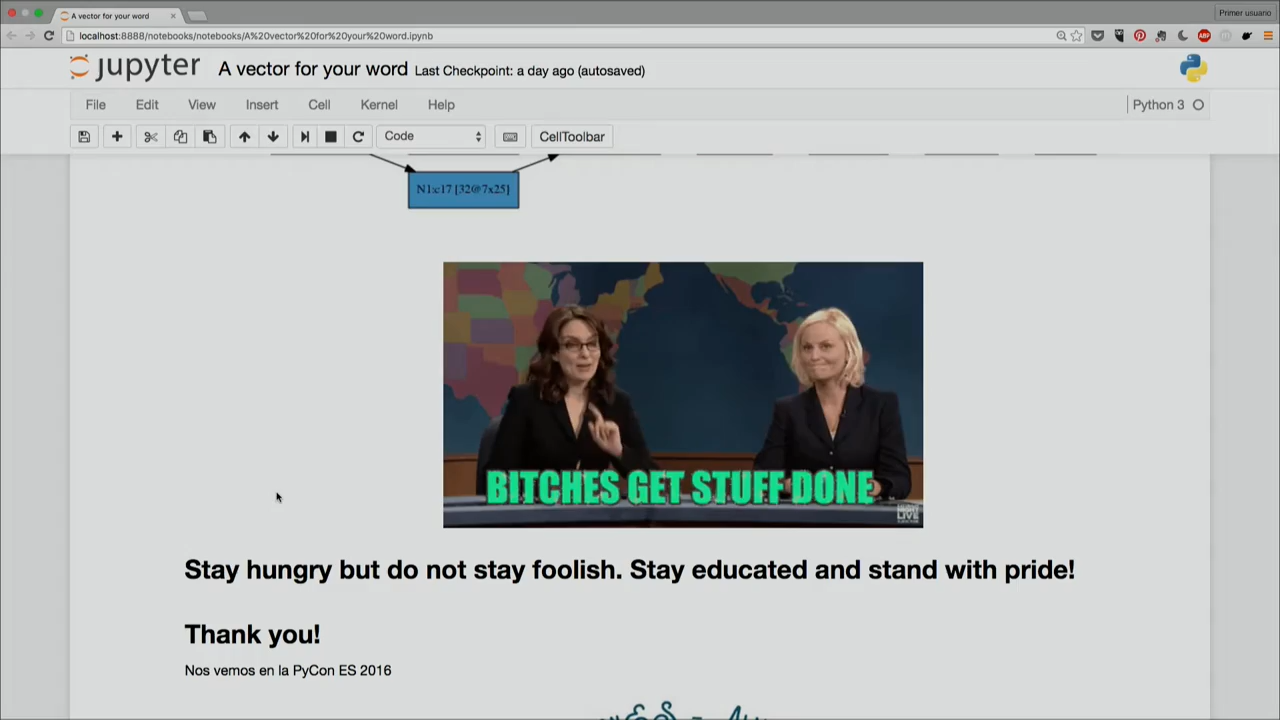 A vector for your word
Primer usuario
localhost:8888/notebooks/notebooks/A%20vector%20for%20your%20word.ipynb
ABP
jupyter A vector for your word Last Checkpoint: a day ago (autosaved)
File Edit View Insert Cell Kernel Help Python 3
Code CellToolbar
N1:c17 [32@7x25]
BITCHES GET STUFF DONE
LIVE
Stay hungry but do not stay foolish. Stay educated and stand with pride!
Thank you!
Nos vemos en la PyCon ES 2016